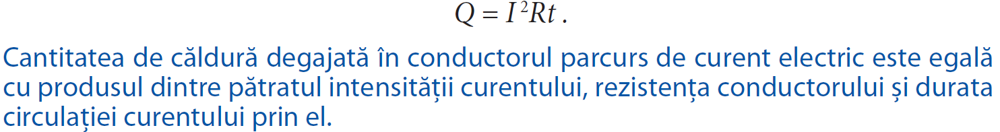 Q = I²Rt .
Cantitatea de căldură degajată în conductorul parcurs de curent electric este egală
cu produsul dintre pătratul intensității curentului, rezistența conductorului și durata
circulației curentului prin el.